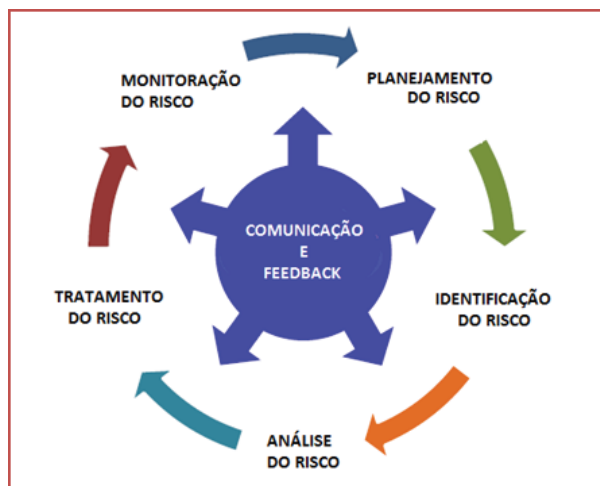 MONITORAÇÃO
DO RISCO
PLANEJAMENTO
DO RISCO
COMUNICAÇÃO
E
FEEDBACK
TRATAMENTO
DO RISCO
IDENTIFICAÇÃO
DO RISCO
ANÁLISE
DO RISCO